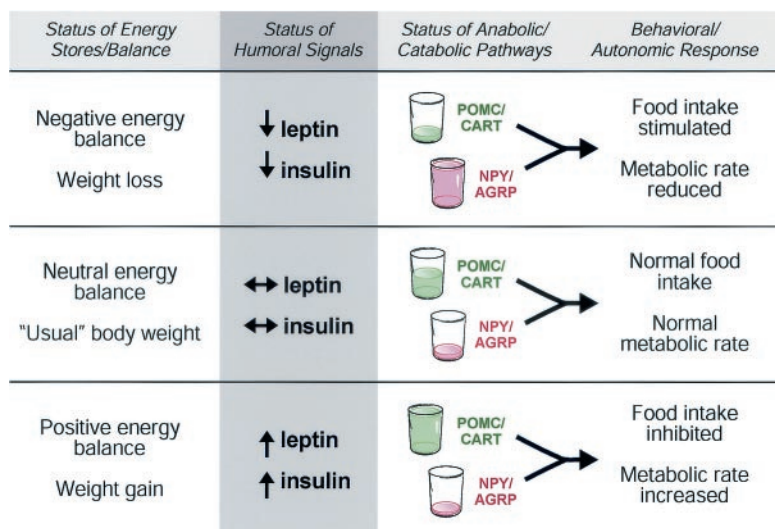 Status of Energy
Stores/Balance
Status of
Humoral Signals
Status of Anabolic/
Catabolic Pathways
Behavioral/
Autonomic Response
Negative energy
balance
Weight loss
↓ leptin
↓ insulin
POMC/
CART
NPY/
AGRP
Food intake
stimulated
Metabolic rate
reduced
Neutral energy
balance
"Usual" body weight
↔ leptin
↔ insulin
POMC/
CART
NPY/
AGRP
Normal food
intake
Normal
metabolic rate
Positive energy
balance
Weight gain
↑ leptin
↑ insulin
POMC/
CART
NPY/
AGRP
Food intake
inhibited
Metabolic rate
increased